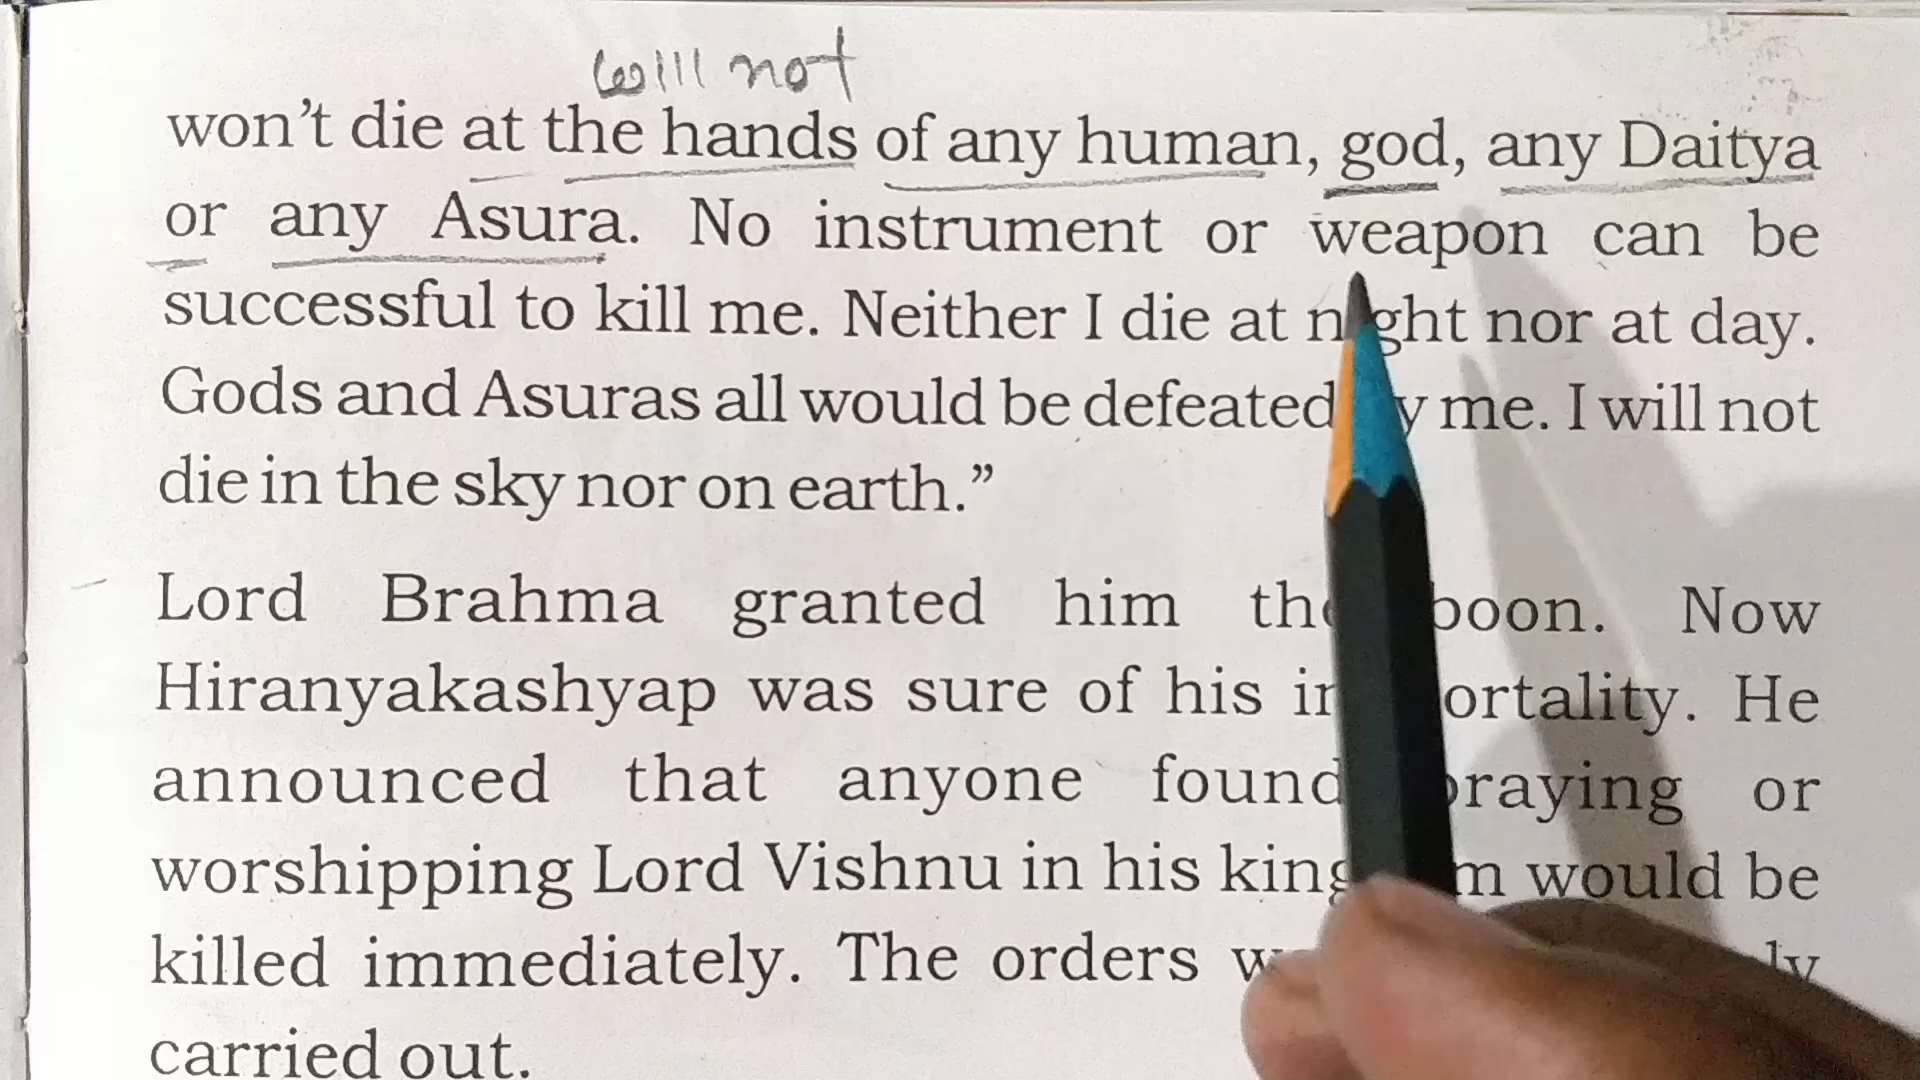 will not
won't die at the hands of any human, god, any Daitya
or any Asura. No instrument or weapon can be
successful to kill me. Neither I die at night nor at day.
Gods and Asuras all would be defeated by me. I will not
die in the sky nor on earth.”
Lord Brahma granted him the boon. Now
Hiranyakashyap was sure of his immortality. He
announced that anyone found praying or
worshipping Lord Vishnu in his kingdom would be
killed immediately. The orders
carried out.